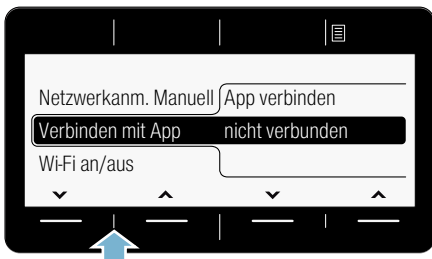 Netzwerkanm. Manuell App verbinden
Verbinden mit App nicht verbunden
Wi-Fi an/aus